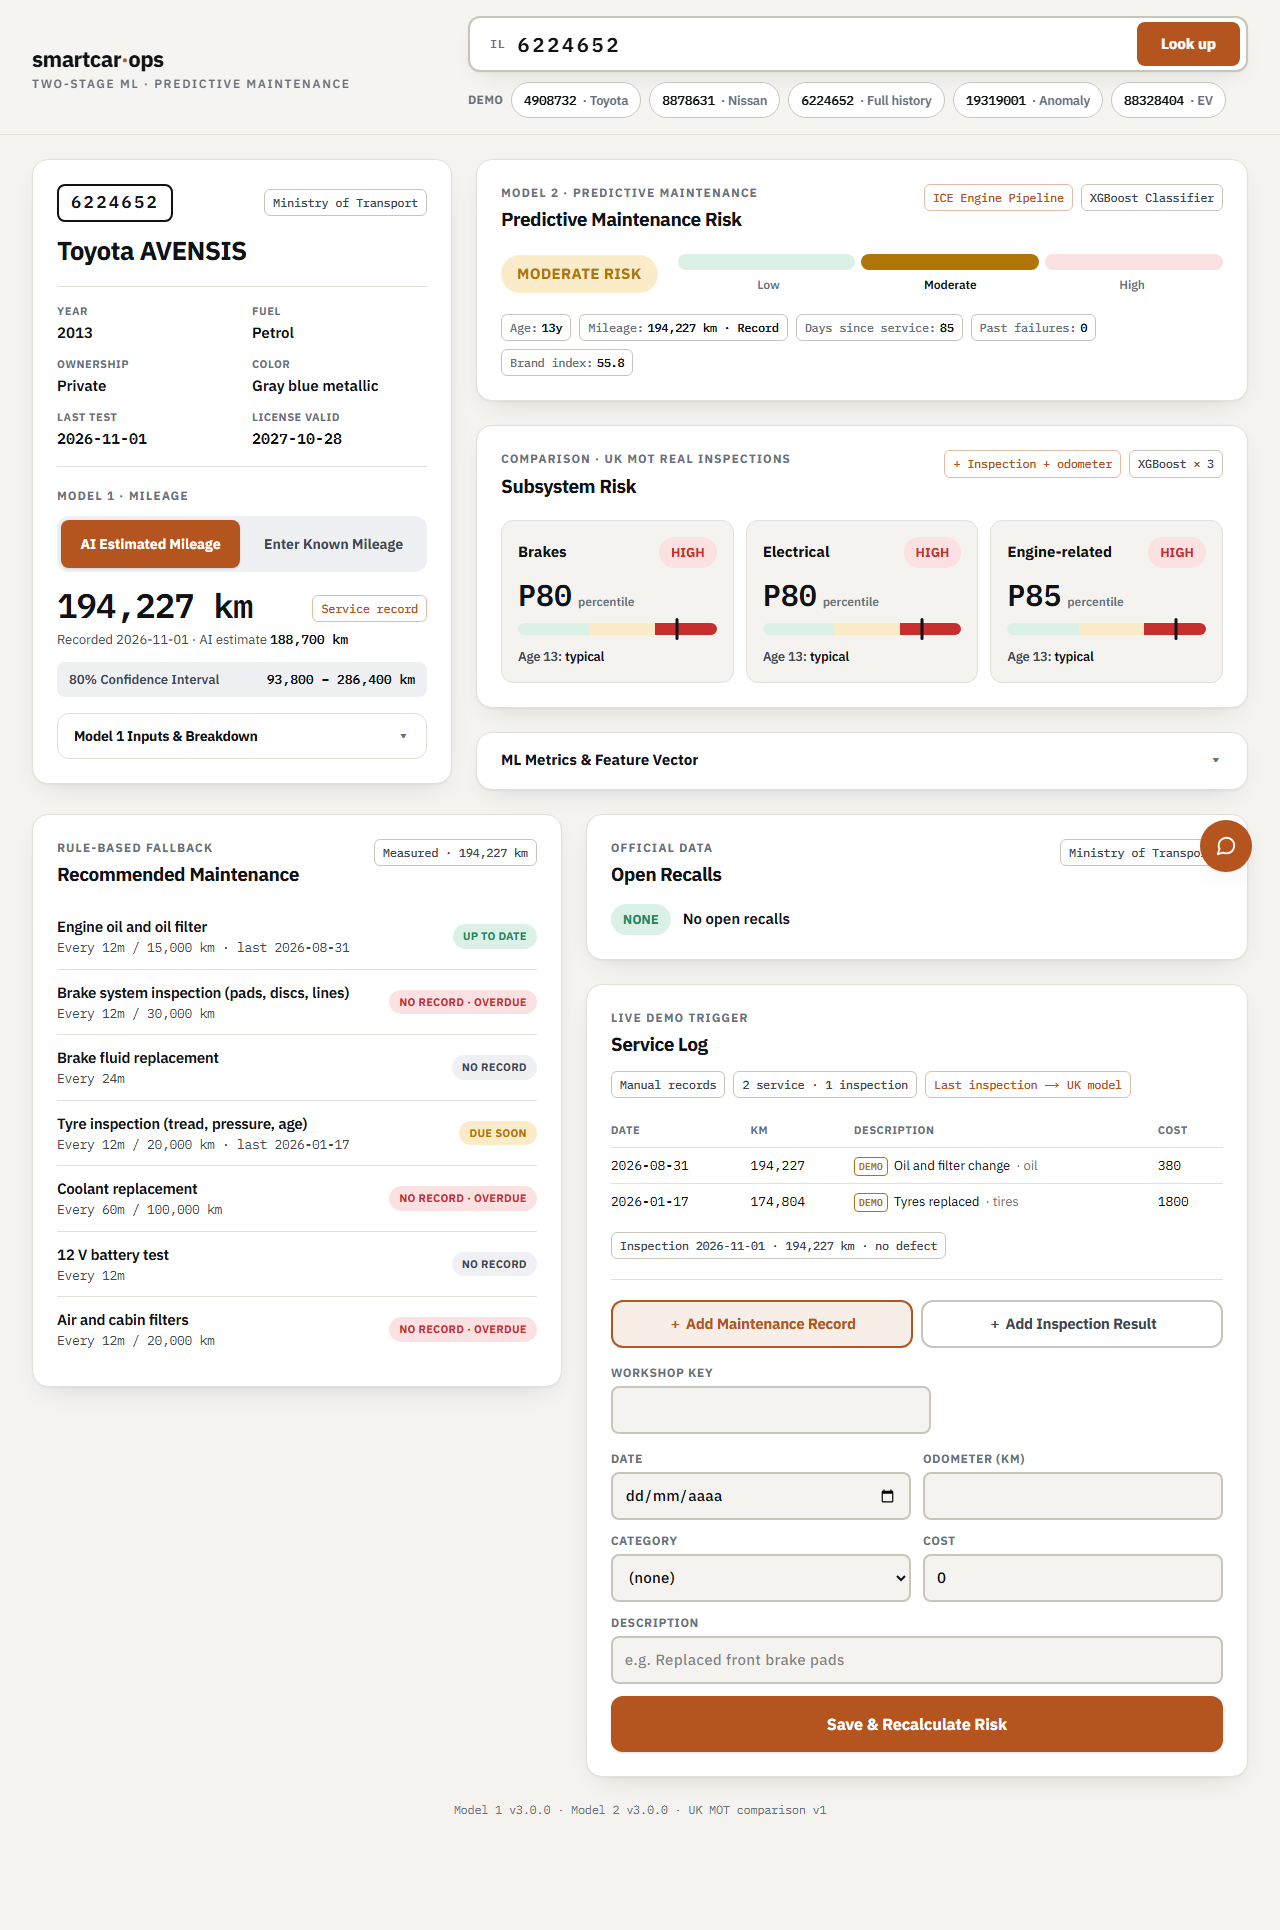 smartcar·ops
TWO-STAGE ML · PREDICTIVE MAINTENANCE
IL 6224652
Look up
DEMO 4908732 · Toyota 8878631 · Nissan 6224652 · Full history 19319001 · Anomaly 88328404 · EV
6224652 Ministry of Transport
Toyota AVENSIS
YEAR FUEL
2013 Petrol
OWNERSHIP COLOR
Private Gray blue metallic
LAST TEST LICENSE VALID
2026-11-01 2027-10-28
MODEL 1 · MILEAGE
AI Estimated Mileage Enter Known Mileage
194,227 km Service record
Recorded 2026-11-01 · AI estimate 188,700 km
80% Confidence Interval 93,800 – 286,400 km
Model 1 Inputs & Breakdown
MODEL 2 · PREDICTIVE MAINTENANCE
Predictive Maintenance Risk
ICE Engine Pipeline XGBoost Classifier
MODERATE RISK
Low Moderate High
Age: 13y Mileage: 194,227 km · Record Days since service: 85 Past failures: 0
Brand index: 55.8
COMPARISON · UK MOT REAL INSPECTIONS
Subsystem Risk
+ Inspection + odometer XGBoost × 3
Brakes HIGH
P80 percentile
Age 13: typical
Electrical HIGH
P80 percentile
Age 13: typical
Engine-related HIGH
P85 percentile
Age 13: typical
ML Metrics & Feature Vector
RULE-BASED FALLBACK
Recommended Maintenance
Measured · 194,227 km
Engine oil and oil filter
Every 12m / 15,000 km · last 2026-08-31
UP TO DATE
Brake system inspection (pads, discs, lines)
Every 12m / 30,000 km
NO RECORD · OVERDUE
Brake fluid replacement
Every 24m
NO RECORD
Tyre inspection (tread, pressure, age)
Every 12m / 20,000 km · last 2026-01-17
DUE SOON
Coolant replacement
Every 60m / 100,000 km
NO RECORD · OVERDUE
12 V battery test
Every 12m
NO RECORD
Air and cabin filters
Every 12m / 20,000 km
NO RECORD · OVERDUE
OFFICIAL DATA
Open Recalls
Ministry of
NONE No open recalls
LIVE DEMO TRIGGER
Service Log
Manual records 2 service · 1 inspection Last inspection → UK model
DATE KM DESCRIPTION COST
2026-08-31 194,227 DEMO Oil and filter change · oil 380
2026-01-17 174,804 DEMO Tyres replaced · tires 1800
Inspection 2026-11-01 · 194,227 km · no defect
+ Add Maintenance Record + Add Inspection Result
WORKSHOP KEY
DATE ODOMETER (KM)
dd/mm/aaaa
CATEGORY COST
(none) 0
DESCRIPTION
e.g. Replaced front brake pads
Save & Recalculate Risk
Model 1 v3.0.0 · Model 2 v3.0.0 · UK MOT comparison v1